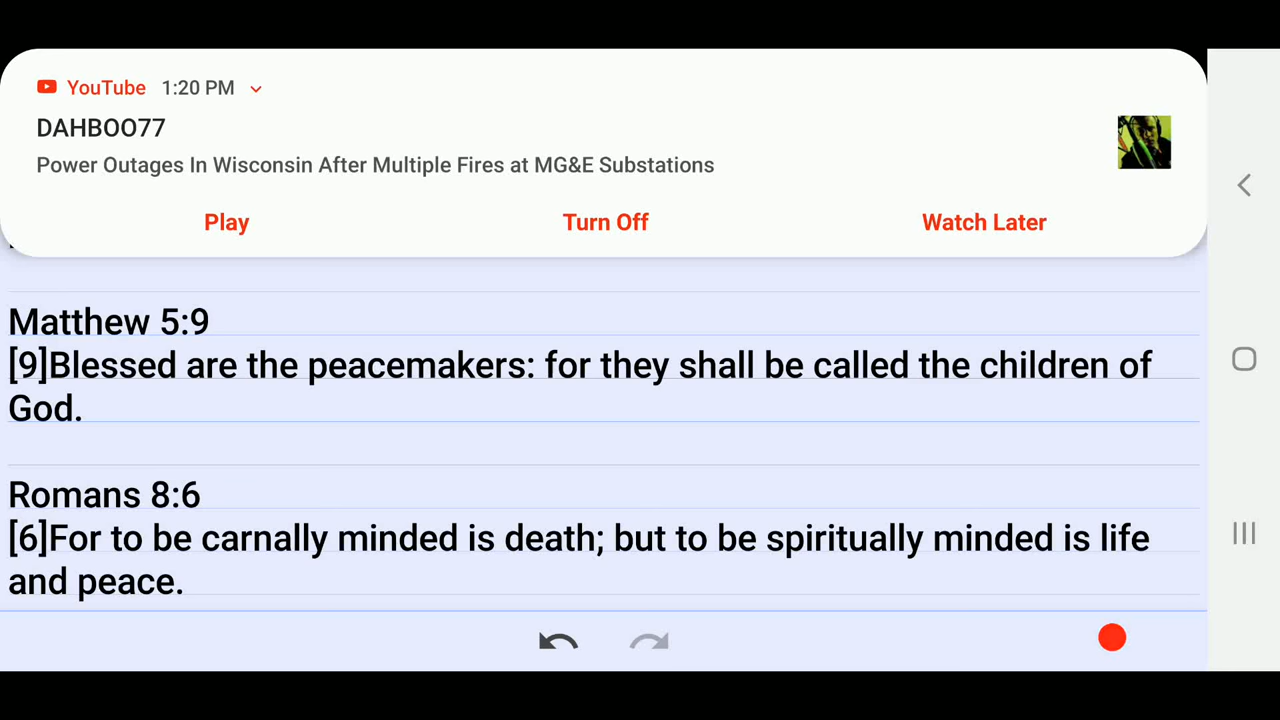 YouTube 1:20 PM
DAHBOO77
Power Outages In Wisconsin After Multiple Fires at MG&E Substations
Play Turn Off Watch Later
Matthew 5:9
[9]Blessed are the peacemakers: for they shall be called the children of
God.
Romans 8:6
[6]For to be carnally minded is death; but to be spiritually minded is life
and peace.